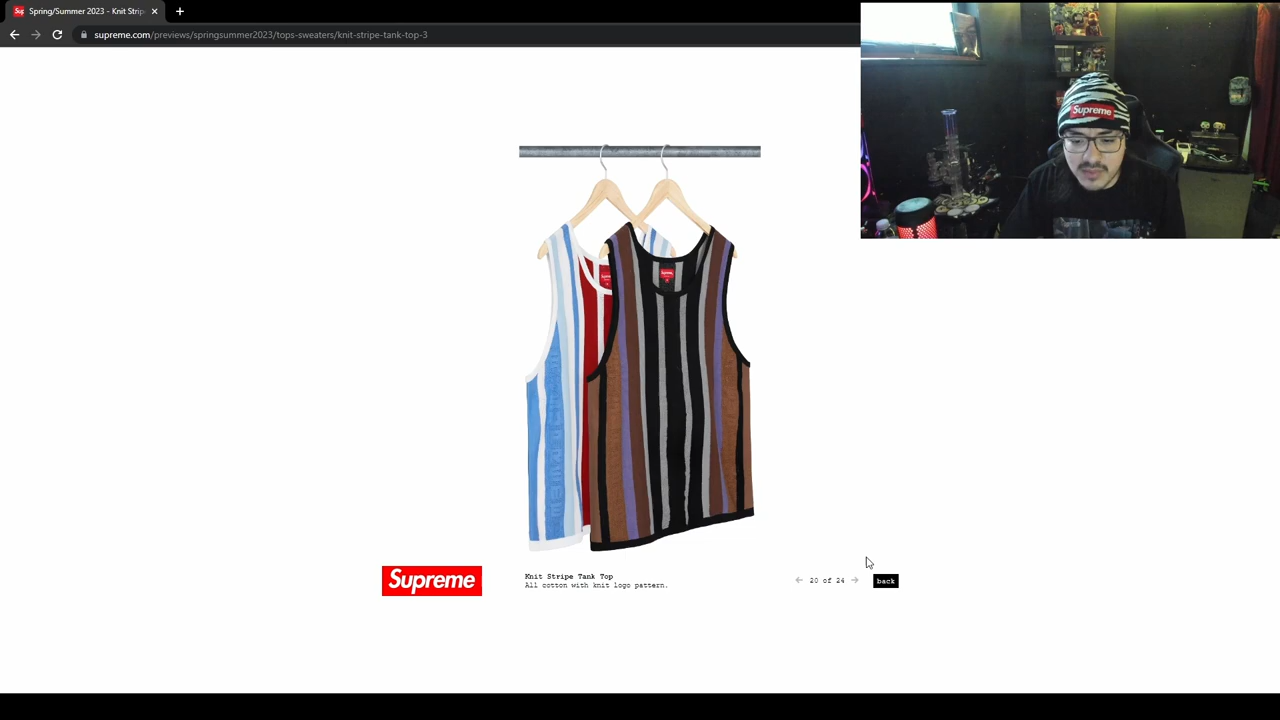 Spring/Summer 2023 - Knit Strip
supreme.com/previews/springsummer2023/tops-sweaters/knit-stripe-tank-top-3
Supreme
Supreme
Knit Stripe Tank Top
All cotton with knit logo pattern.
20 of 24
back